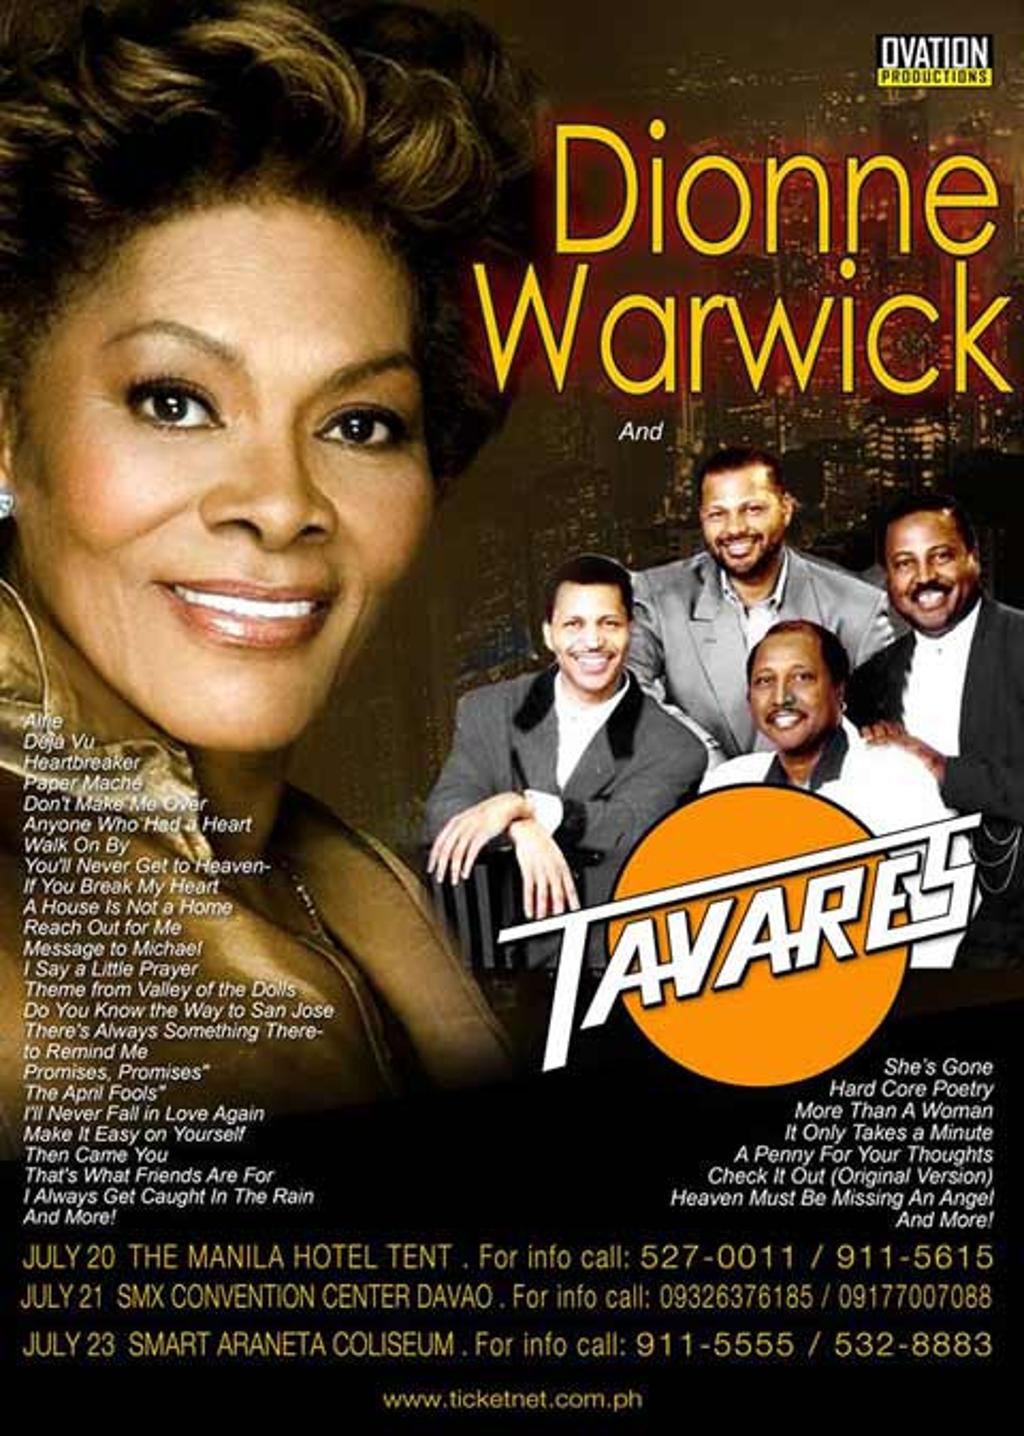 OVATION
PRODUCTIONS
Dionne
Warwick
And
TAVARES
Alfie
Deja Vu
Heartbreaker
Paper Maché
Don't Make Me Over
Anyone Who Had a Heart
Walk On By
You'll Never Get to Heaven-
If You Break My Heart
A House Is Not a Home
Reach Out for Me
Message to Michael
I Say a Little Prayer
Theme from Valley of the Dolls
Do You Know the Way to San Jose
There's Always Something There-
to Remind Me
Promises, Promises"
The April Fools"
I'll Never Fall in Love Again
Make It Easy on Yourself
Then Came You
That's What Friends Are For
I Always Get Caught In The Rain
And More!
She's Gone
Hard Core Poetry
More Than A Woman
It Only Takes a Minute
A Penny For Your Thoughts
Check It Out (Original Version)
Heaven Must Be Missing An Angel
And More!
JULY 20 THE MANILA HOTEL TENT . For info call: 527-0011 / 911-5615
JULY 21 SMX CONVENTION CENTER DAVAO . For info call: 09326376185 / 09177007088
JULY 23 SMART ARANETA COLISEUM . For info call: 911-5555 / 532-8883
www.ticketnet.com.ph